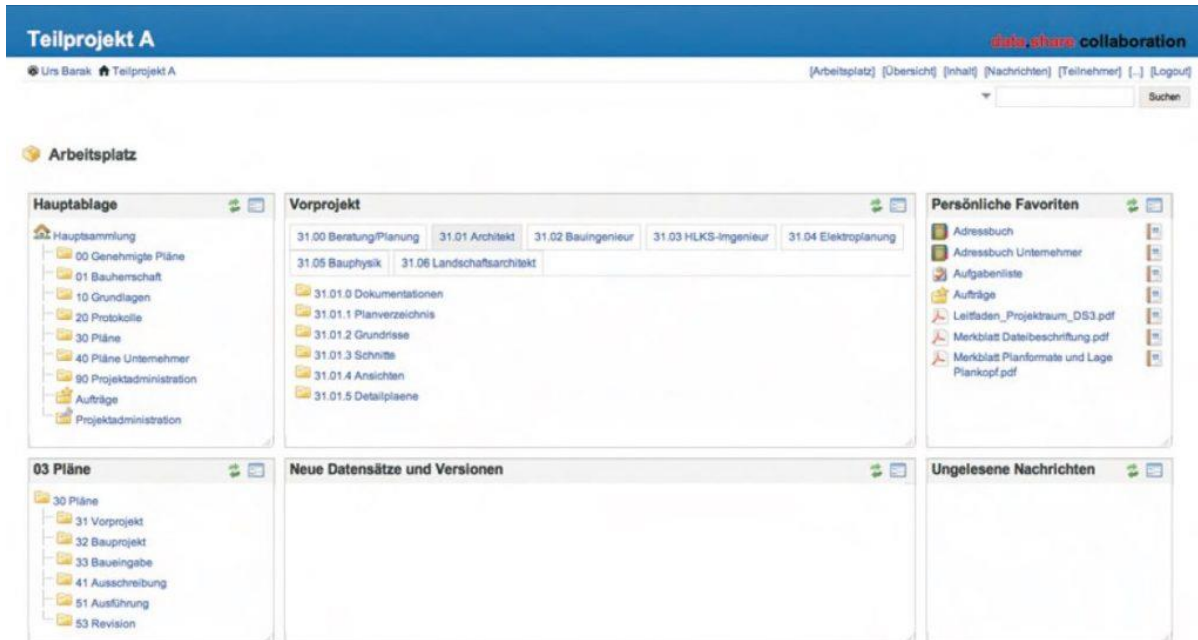 Teilprojekt A
data.share collaboration
Urs Barak Teilprojekt A
[Arbeitsplatz] [Übersicht] [Inhalt] [Nachrichten] [Teilnehmer] [...] [Logout]
Suchen
Arbeitsplatz
Hauptablage
Hauptsammlung
00 Genehmigte Pläne
01 Bauherrschaft
10 Grundlagen
20 Protokolle
30 Pläne
40 Pläne Unternehmer
90 Projektadministration
Aufträge
Projektadministration
Vorprojekt
31.00 Beratung/Planung 31.01 Architekt 31.02 Bauingenieur 31.03 HLKS-Imgenieur 31.04 Elektroplanung
31.05 Bauphysik 31.06 Landschaftsarchitekt
31.01.0 Dokumentationen
31.01.1 Planverzeichnis
31.01.2 Grundrisse
31.01.3 Schnitte
31.01.4 Ansichten
31.01.5 Detailplaene
Persönliche Favoriten
Adressbuch
Adressbuch Unternehmer
Aufgabenliste
Aufträge
Leitfaden_Projektraum_DS3.pdf
Merkblatt Dateibeschriftung.pdf
Merkblatt Planformate und Lage
Plankopf.pdf
03 Pläne
30 Pläne
31 Vorprojekt
32 Bauprojekt
33 Baueingabe
41 Ausschreibung
51 Ausführung
53 Revision
Neue Datensätze und Versionen
Ungelesene Nachrichten